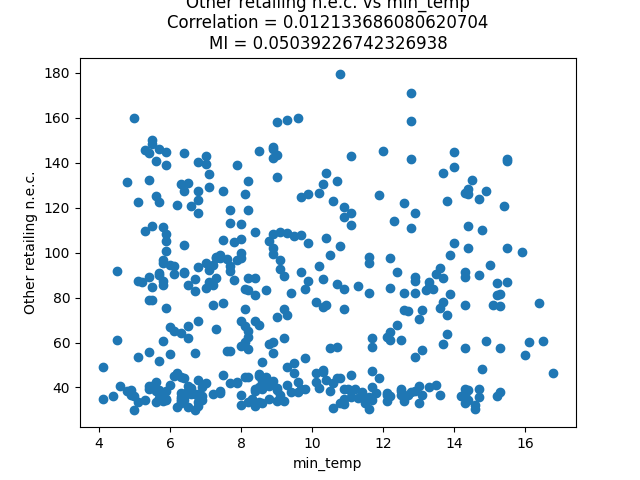 Other retailing n.e.c. vs min_temp
Correlation = 0.012133686080620704
MI = 0.05039226742326938
180
160
140
120
100
80
60
40
Other retailing n.e.c.
4 6 8 10 12 14 16
min_temp